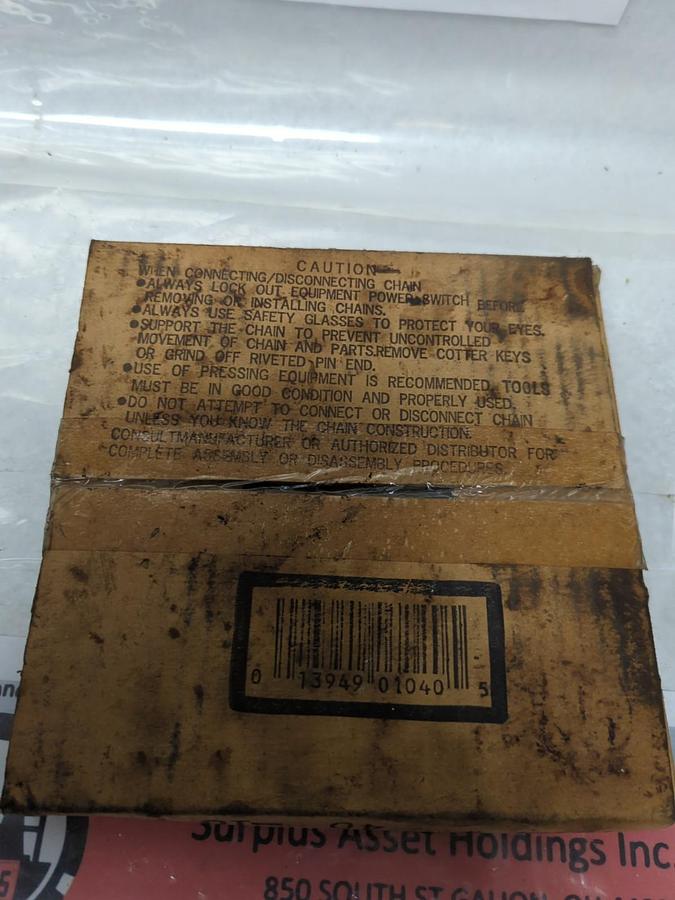 CAUTION
WHEN CONNECTING/DISCONNECTING CHAIN
●ALWAYS LOCK OUT EQUIPMENT POWER SWITCH BEFORE
REMOVING OR INSTALLING CHAINS.
●ALWAYS USE SAFETY GLASSES TO PROTECT YOUR EYES.
●SUPPORT THE CHAIN TO PREVENT UNCONTROLLED
MOVEMENT OF CHAIN AND PARTS.REMOVE COTTER KEYS
OR GRIND OFF RIVETED PIN END.
●USE OF PRESSING EQUIPMENT IS RECOMMENDED. TOOLS
MUST BE IN GOOD CONDITION AND PROPERLY USED.
●DO NOT ATTEMPT TO CONNECT OR DISCONNECT CHAIN
UNLESS YOU KNOW THE CHAIN CONSTRUCTION.
CONSULTMANUFACTURER OR AUTHORIZED DISTRIBUTOR FOR
COMPLETE ASSEMBLY OR DISASSEMBLY PROCEDURES.
0 13949 01040 5
Surplus Asset Holdings Inc.
850 SOUTH ST GALION, OH